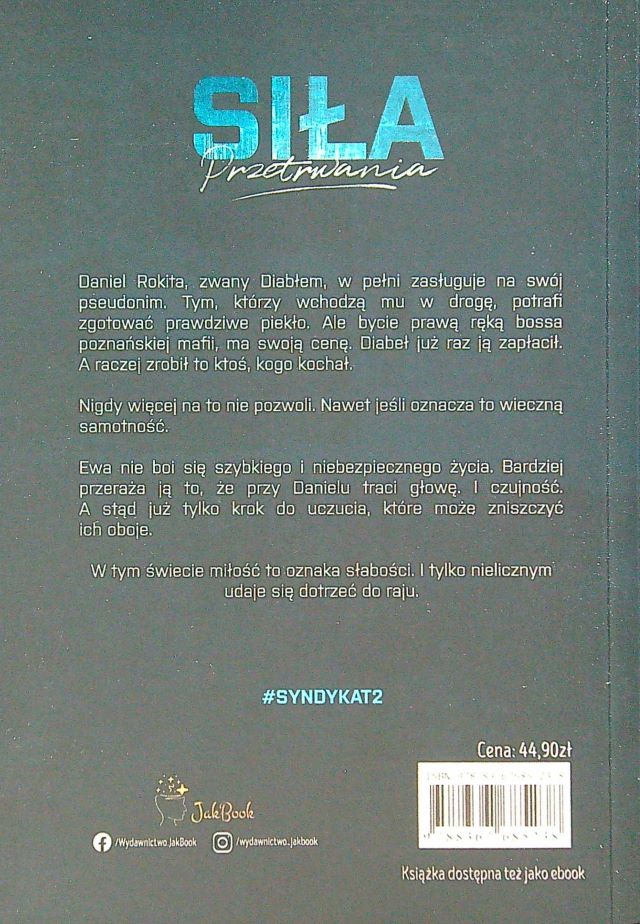 SIŁA
Przetrwania
Daniel Rokita, zwany Diabłem, w pełni zasługuje na swój
pseudonim. Tym, którzy wchodzą mu w drogę, potrafi
zgotować prawdziwe piekło. Ale bycie prawą ręką bossa
poznańskiej mafii, ma swoją cenę. Diabeł już raz ją zapłacił.
A raczej zrobił to ktoś, kogo kochał.
Nigdy więcej na to nie pozwoli. Nawet jeśli oznacza to wieczną
samotność.
Ewa nie boi się szybkiego i niebezpiecznego życia. Bardziej
przeraża ją to, że przy Danielu traci głowę. I czujność.
A stąd już tylko krok do uczucia, które może zniszczyć
ich oboje.
W tym świecie miłość to oznaka słabości. I tylko nielicznym
udaje się dotrzeć do raju.
#SYNDYKAT2
Cena: 44,90zł
ISBN
JakBook
/Wydawnictwo.JakBook
/wydawnictwo.jakbook
Książka dostępna też jako ebook